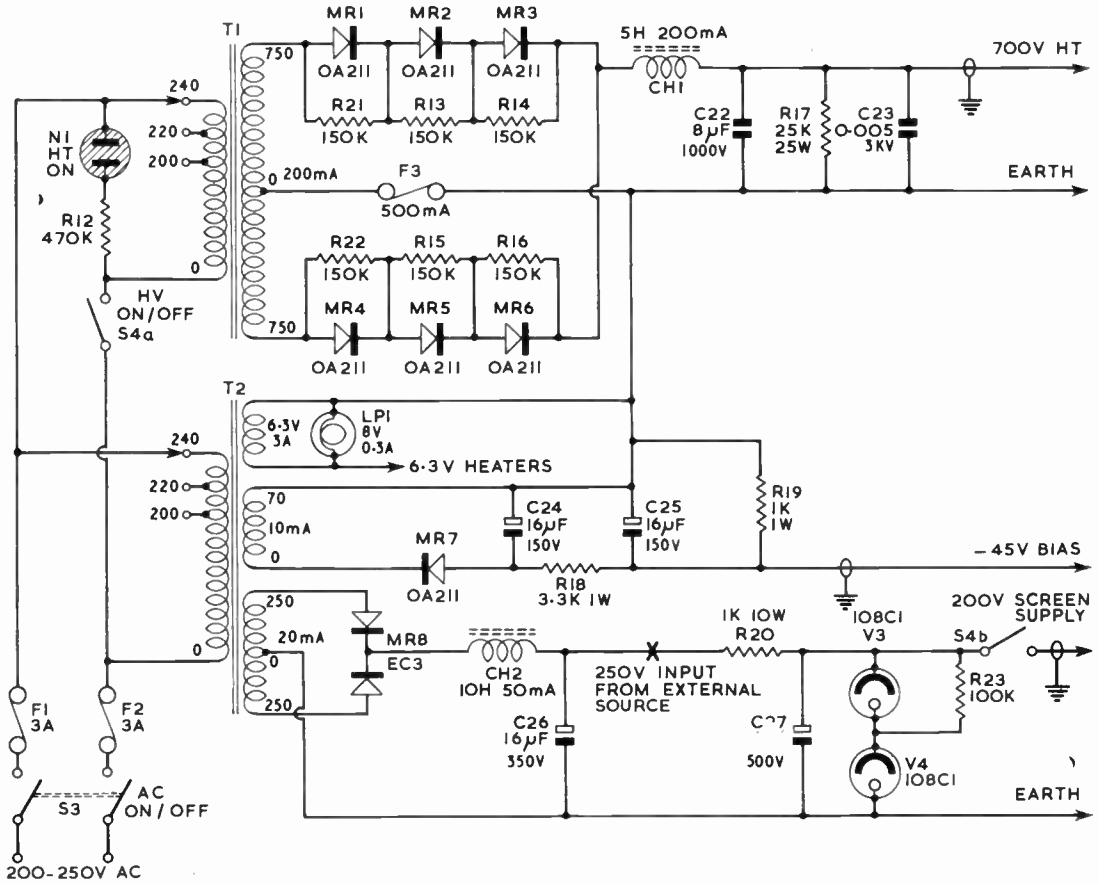 T1
240
220
200
0
N1
HT
ON
R12
470K
HV
ON/OFF
S4a
750
0 200mA
750
MR1
OA211
MR2
OA211
MR3
OA211
R21
150K
R13
150K
R14
150K
F3
500mA
R22
150K
R15
150K
R16
150K
MR4
OA211
MR5
OA211
MR6
OA211
5H 200mA
CH1
C22
8µF
1000V
R17
25K
25W
C23
0·005
3KV
700V HT
EARTH
T2
240
220
200
0
6·3V
3A
LP1
8V
0·3A
6·3V HEATERS
70
10mA
0
MR7
OA211
C24
16µF
150V
R18
3·3K 1W
C25
16µF
150V
R19
1K
1W
-45V BIAS
250
20mA
0
250
MR8
EC3
CH2
10H 50mA
C26
16µF
350V
250V INPUT
FROM EXTERNAL
SOURCE
1K 10W
R20
500V
108C1
V3
V4
108C1
S4b
R23
100K
200V SCREEN
SUPPLY
EARTH
F1
3A
F2
3A
S3
AC
ON/OFF
200-250V AC